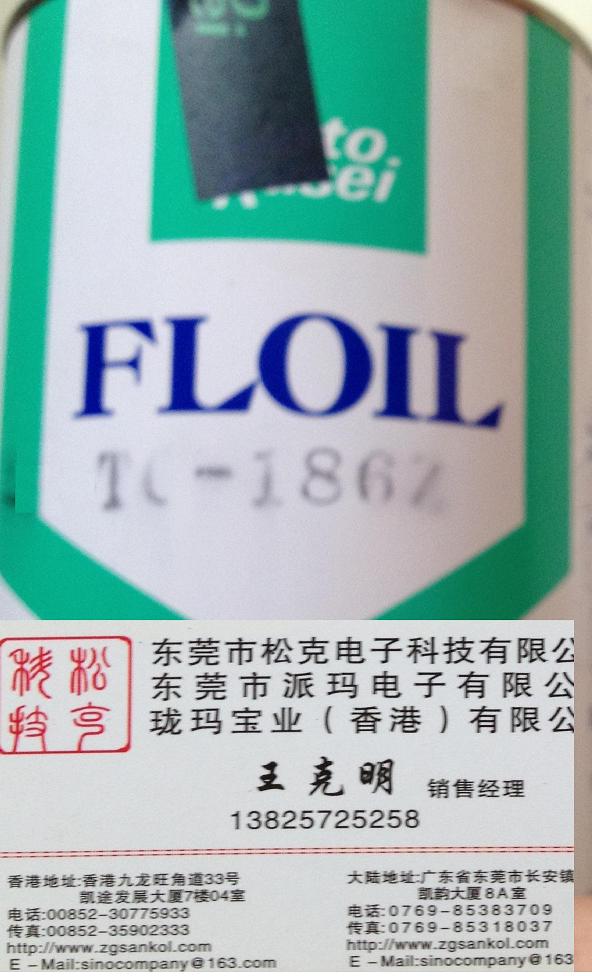 to
sei
FLOIL
TC-1862
东莞市松克电子科技有限公
东莞市派玛电子有限公
珑玛宝业（香港）有限公
王克明 销售经理
13825725258
香港地址:香港九龙旺角道33号
凯途发展大厦7楼04室
电话:00852-30775933
传真:00852-35902333
http://www.zgsankol.com
E-Mail:sinocompany@163.com
大陆地址:广东省东莞市长安镇
凯韵大厦8A室
电话:0769-85383709
传真:0769-85318037
http://www.zgsankol.com
E-Mail:sinocompany@163